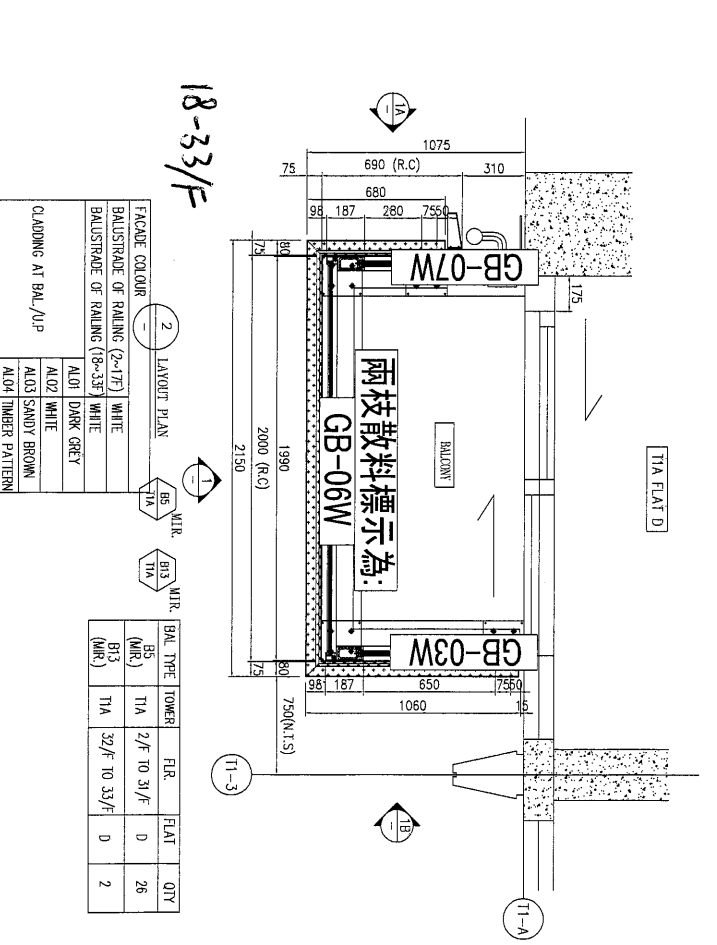 18-33/F
T1A FLAT D
1A
-
1075
75
690 (R.C)
310
680
98
187
280
75
50
175
GB-07W
兩枝散料標示為:
GB-06W
BALCONY
GB-03W
80
1990
80
75
2000 (R.C)
75
2150
98
187
650
75
50
1060
15
750(N.T.S)
T1-3
T1-A
1B
-
1
-
2
-
LAYOUT PLAN
B5
T1A
MIR.
B13
T1A
MIR.
FACADE COLOUR
BALUSTRADE OF RAILING (2~17F) WHITE
BALUSTRADE OF RAILING (18~33F) WHITE
CLADDING AT BAL./U.P
AL01 DARK GREY
AL02 WHITE
AL03 SANDY BROWN
AL04 TIMBER PATTERN
BAL TYPE TOWER FLR. FLAT QTY
B5 (MIR.) T1A 2/F TO 31/F D 26
B13 (MIR.) T1A 32/F TO 33/F D 2